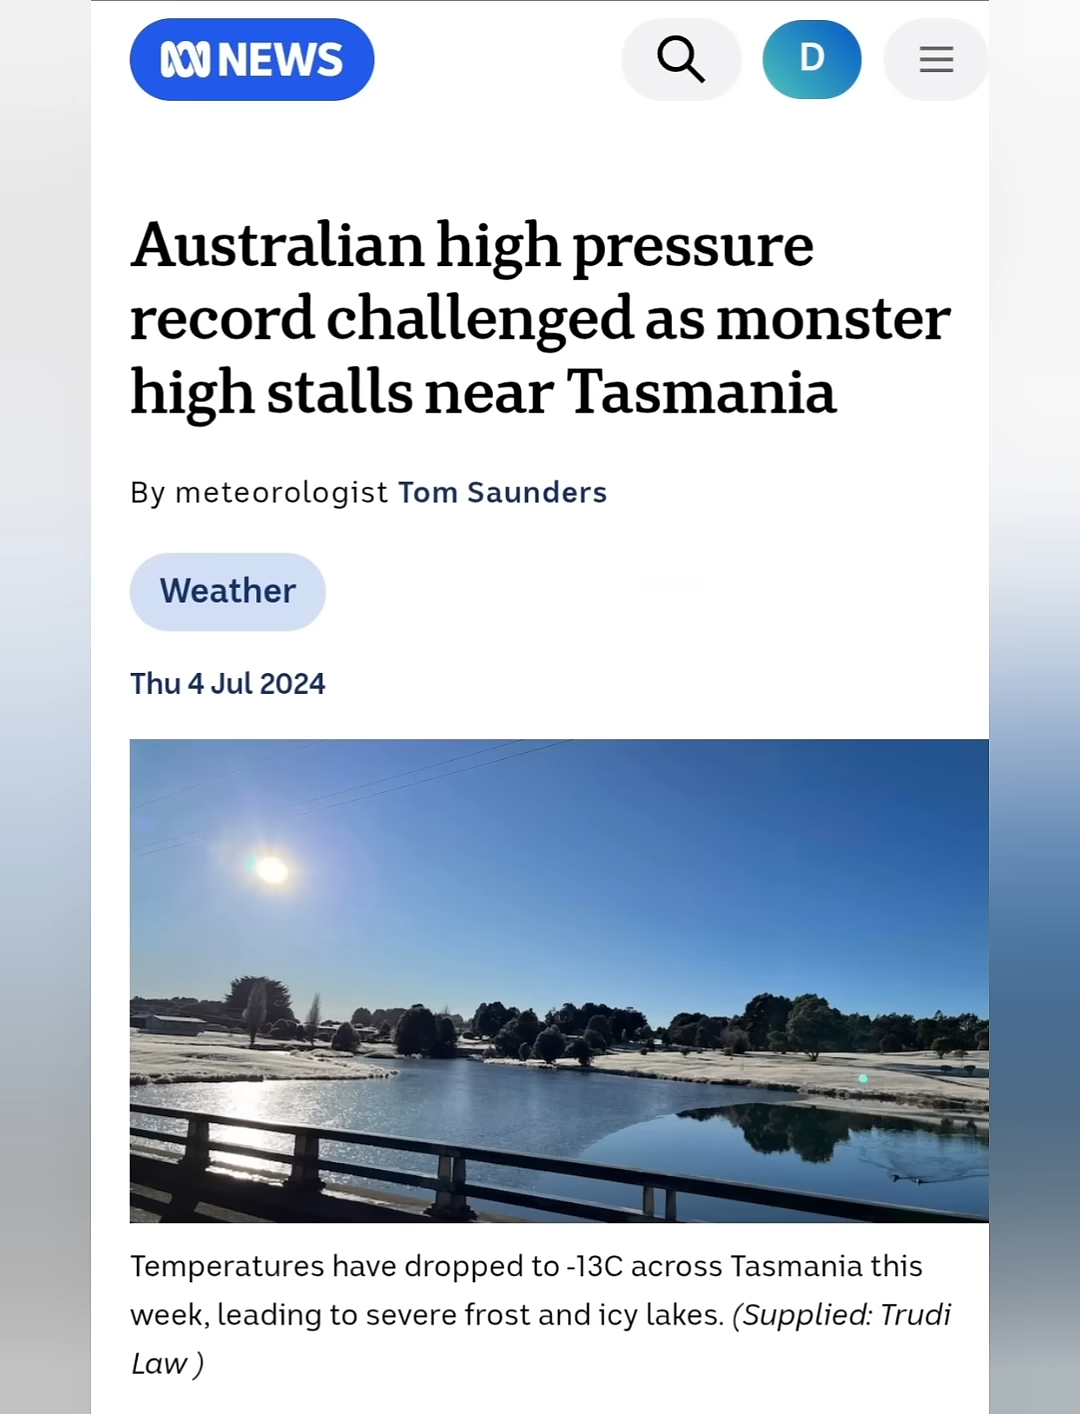 NEWS
D
Australian high pressure
record challenged as monster
high stalls near Tasmania
By meteorologist Tom Saunders
Weather
Thu 4 Jul 2024
Temperatures have dropped to -13C across Tasmania this
week, leading to severe frost and icy lakes. (Supplied: Trudi
Law )